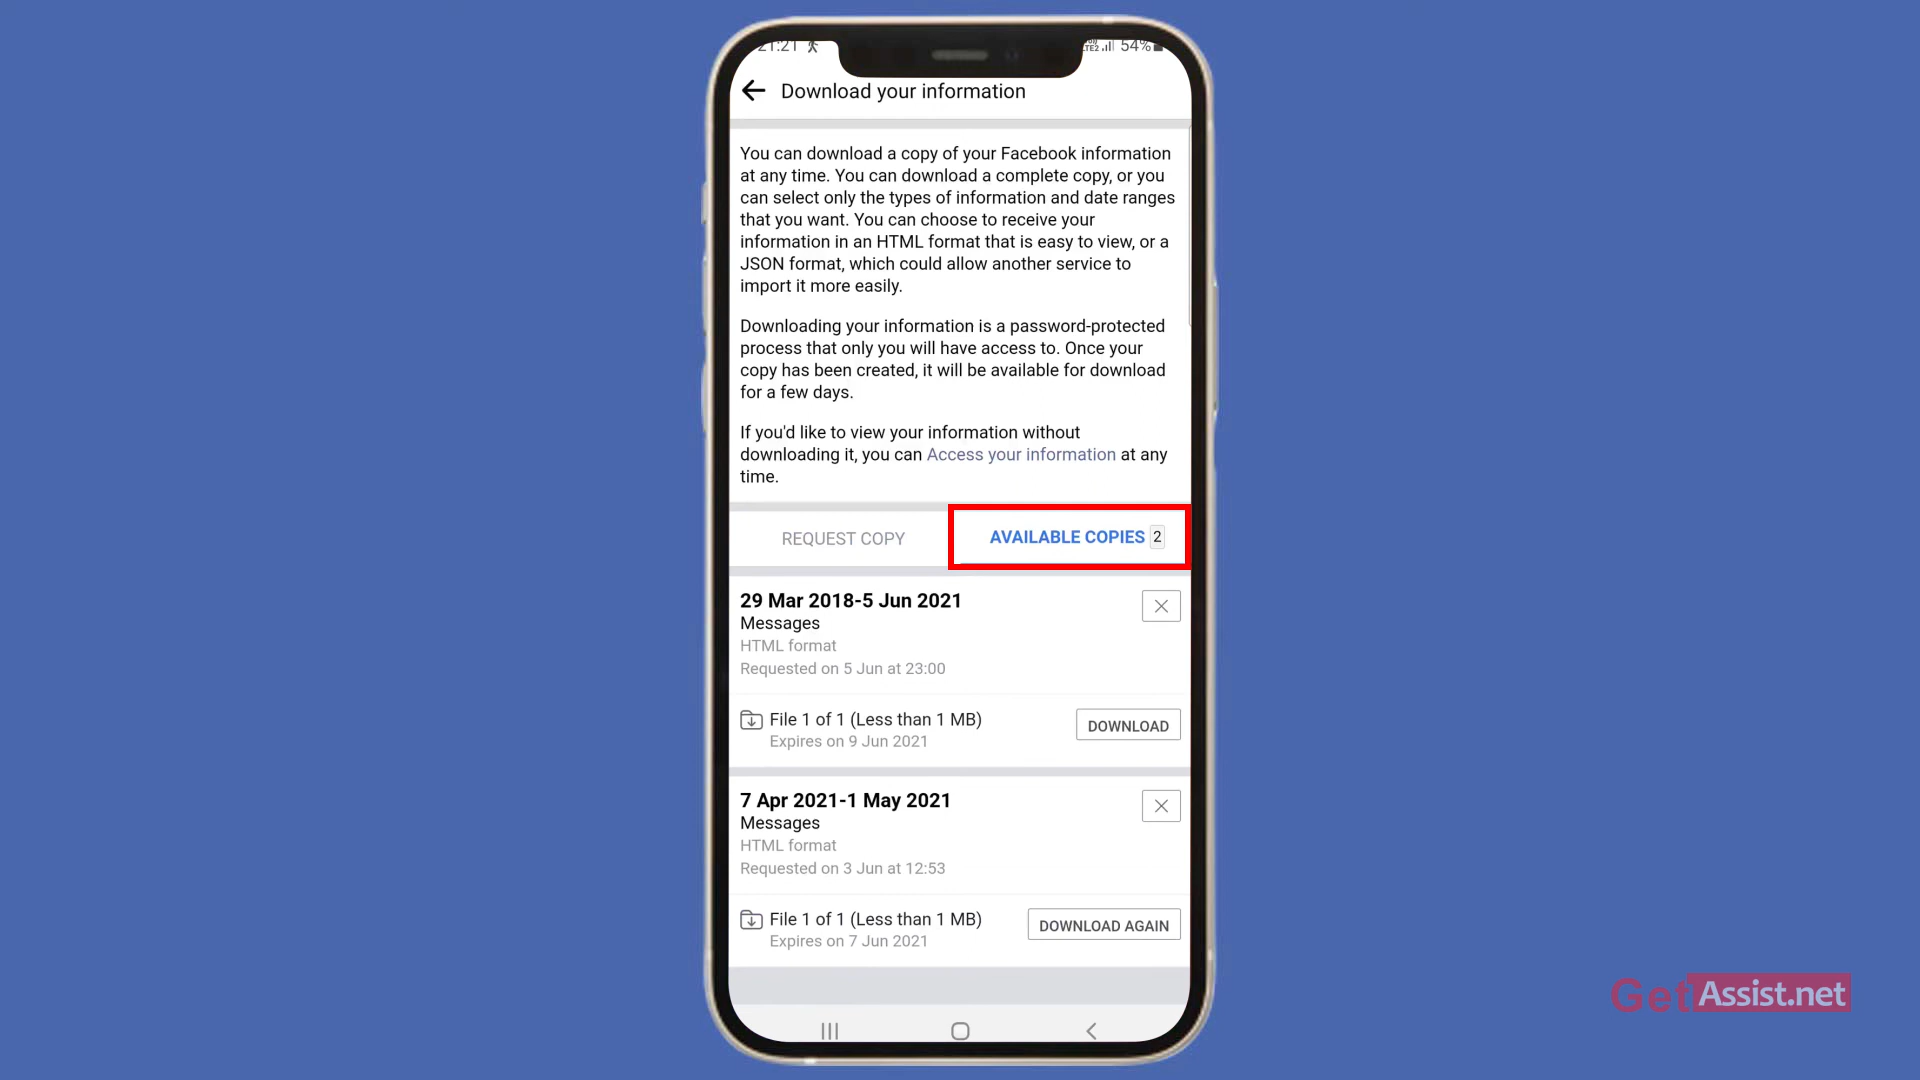 21:21
LTE2 54%
Download your information
You can download a copy of your Facebook information
at any time. You can download a complete copy, or you
can select only the types of information and date ranges
that you want. You can choose to receive your
information in an HTML format that is easy to view, or a
JSON format, which could allow another service to
import it more easily.
Downloading your information is a password-protected
process that only you will have access to. Once your
copy has been created, it will be available for download
for a few days.
If you'd like to view your information without
downloading it, you can Access your information at any
time.
REQUEST COPY AVAILABLE COPIES 2
29 Mar 2018-5 Jun 2021
Messages
HTML format
Requested on 5 Jun at 23:00
File 1 of 1 (Less than 1 MB) DOWNLOAD
Expires on 9 Jun 2021
7 Apr 2021-1 May 2021
Messages
HTML format
Requested on 3 Jun at 12:53
File 1 of 1 (Less than 1 MB) DOWNLOAD AGAIN
Expires on 7 Jun 2021
GetAssist.net